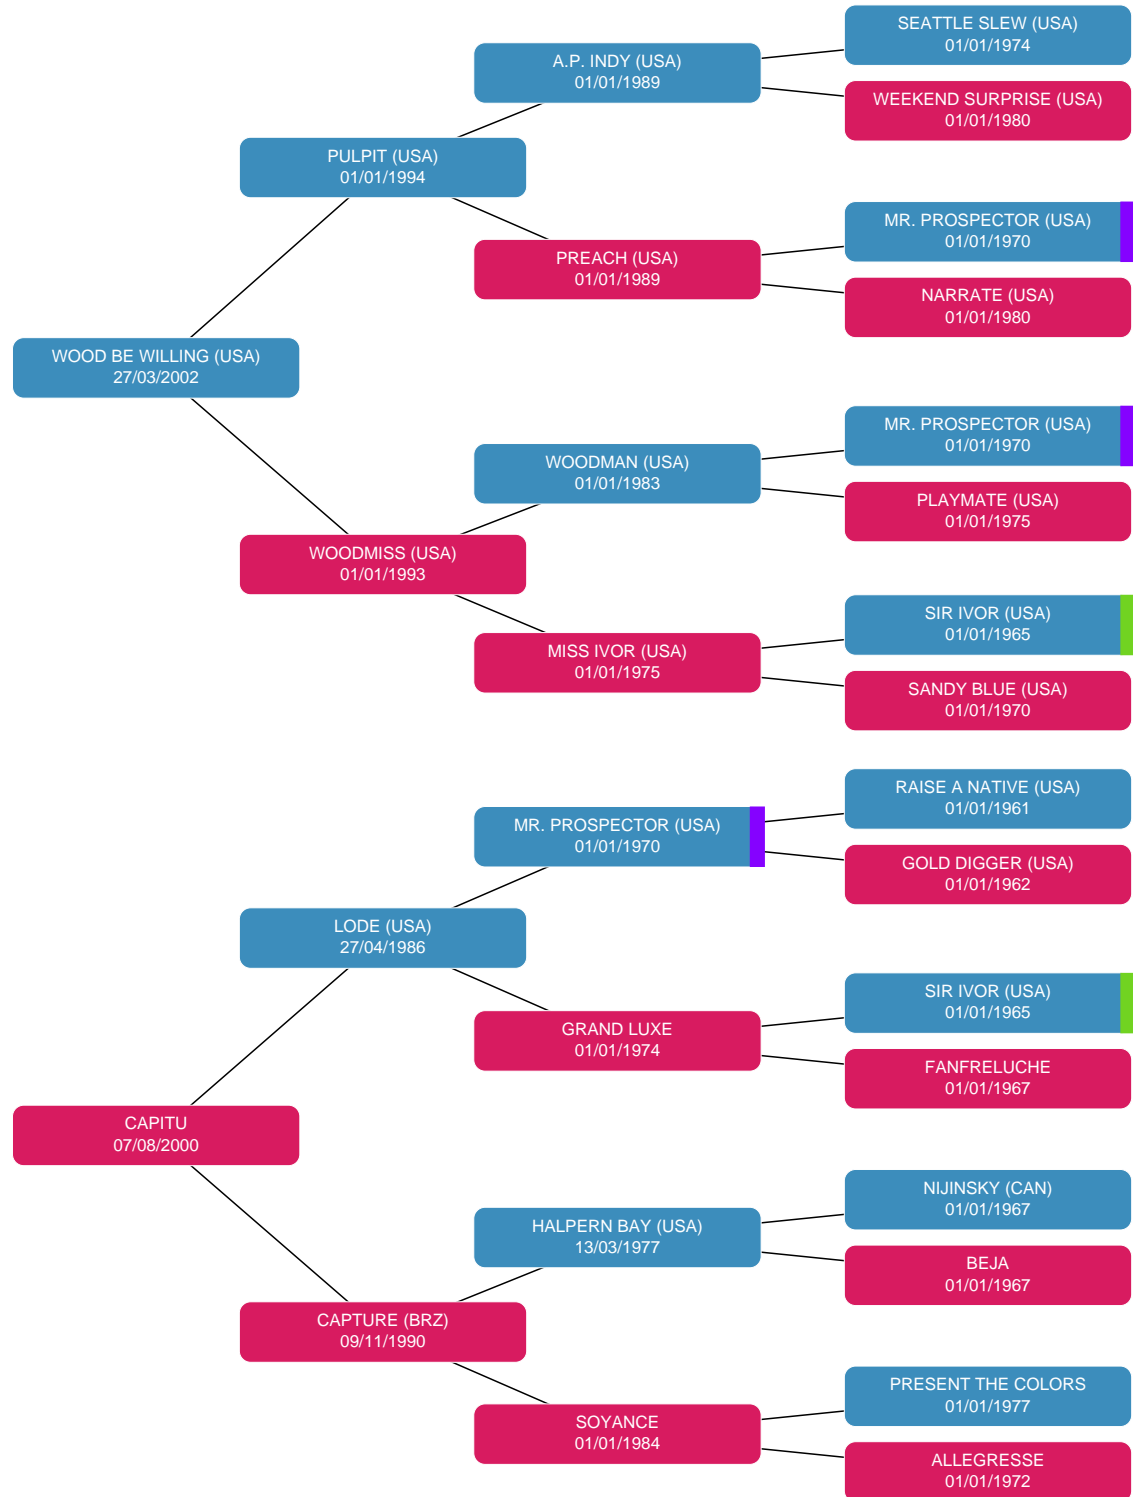 SEATTLE SLEW (USA)
01/01/1974
A.P. INDY (USA)
01/01/1989
WEEKEND SURPRISE (USA)
01/01/1980
PULPIT (USA)
01/01/1994
MR. PROSPECTOR (USA)
01/01/1970
PREACH (USA)
01/01/1989
NARRATE (USA)
01/01/1980
WOOD BE WILLING (USA)
27/03/2002
MR. PROSPECTOR (USA)
01/01/1970
WOODMAN (USA)
01/01/1983
PLAYMATE (USA)
01/01/1975
WOODMISS (USA)
01/01/1993
SIR IVOR (USA)
01/01/1965
MISS IVOR (USA)
01/01/1975
SANDY BLUE (USA)
01/01/1970
RAISE A NATIVE (USA)
01/01/1961
MR. PROSPECTOR (USA)
01/01/1970
GOLD DIGGER (USA)
01/01/1962
LODE (USA)
27/04/1986
SIR IVOR (USA)
01/01/1965
GRAND LUXE
01/01/1974
FANFRELUCHE
01/01/1967
CAPITU
07/08/2000
NIJINSKY (CAN)
01/01/1967
HALPERN BAY (USA)
13/03/1977
BEJA
01/01/1967
CAPTURE (BRZ)
09/11/1990
PRESENT THE COLORS
01/01/1977
SOYANCE
01/01/1984
ALLEGRESSE
01/01/1972